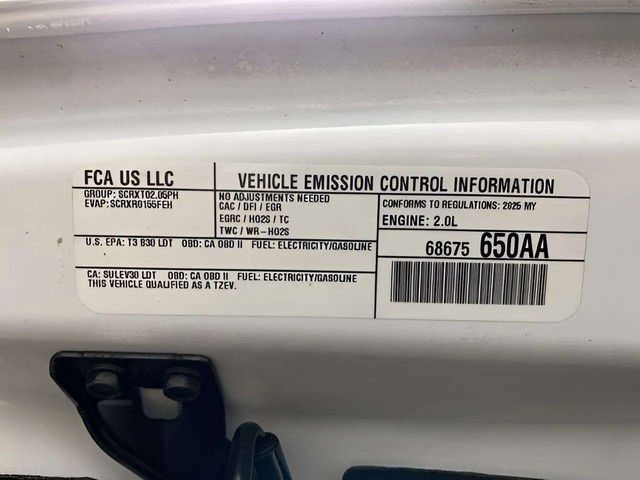 FCA US LLC
GROUP: SCRXT02.05PH
EVAP: SCRXR0155FEH
VEHICLE EMISSION CONTROL INFORMATION
NO ADJUSTMENTS NEEDED
CAC / DFI / EGR
EGRC / HO2S / TC
TWC / WR-HO2S
CONFORMS TO REGULATIONS: 2025 MY
ENGINE: 2.0L
U.S. EPA: T3 B30 LDT OBD: CA OBD II FUEL: ELECTRICITY/GASOLINE
68675 650AA
CA: SULEV30 LDT OBD: CA OBD II FUEL: ELECTRICITY/GASOLINE
THIS VEHICLE QUALIFIED AS A TZEV.